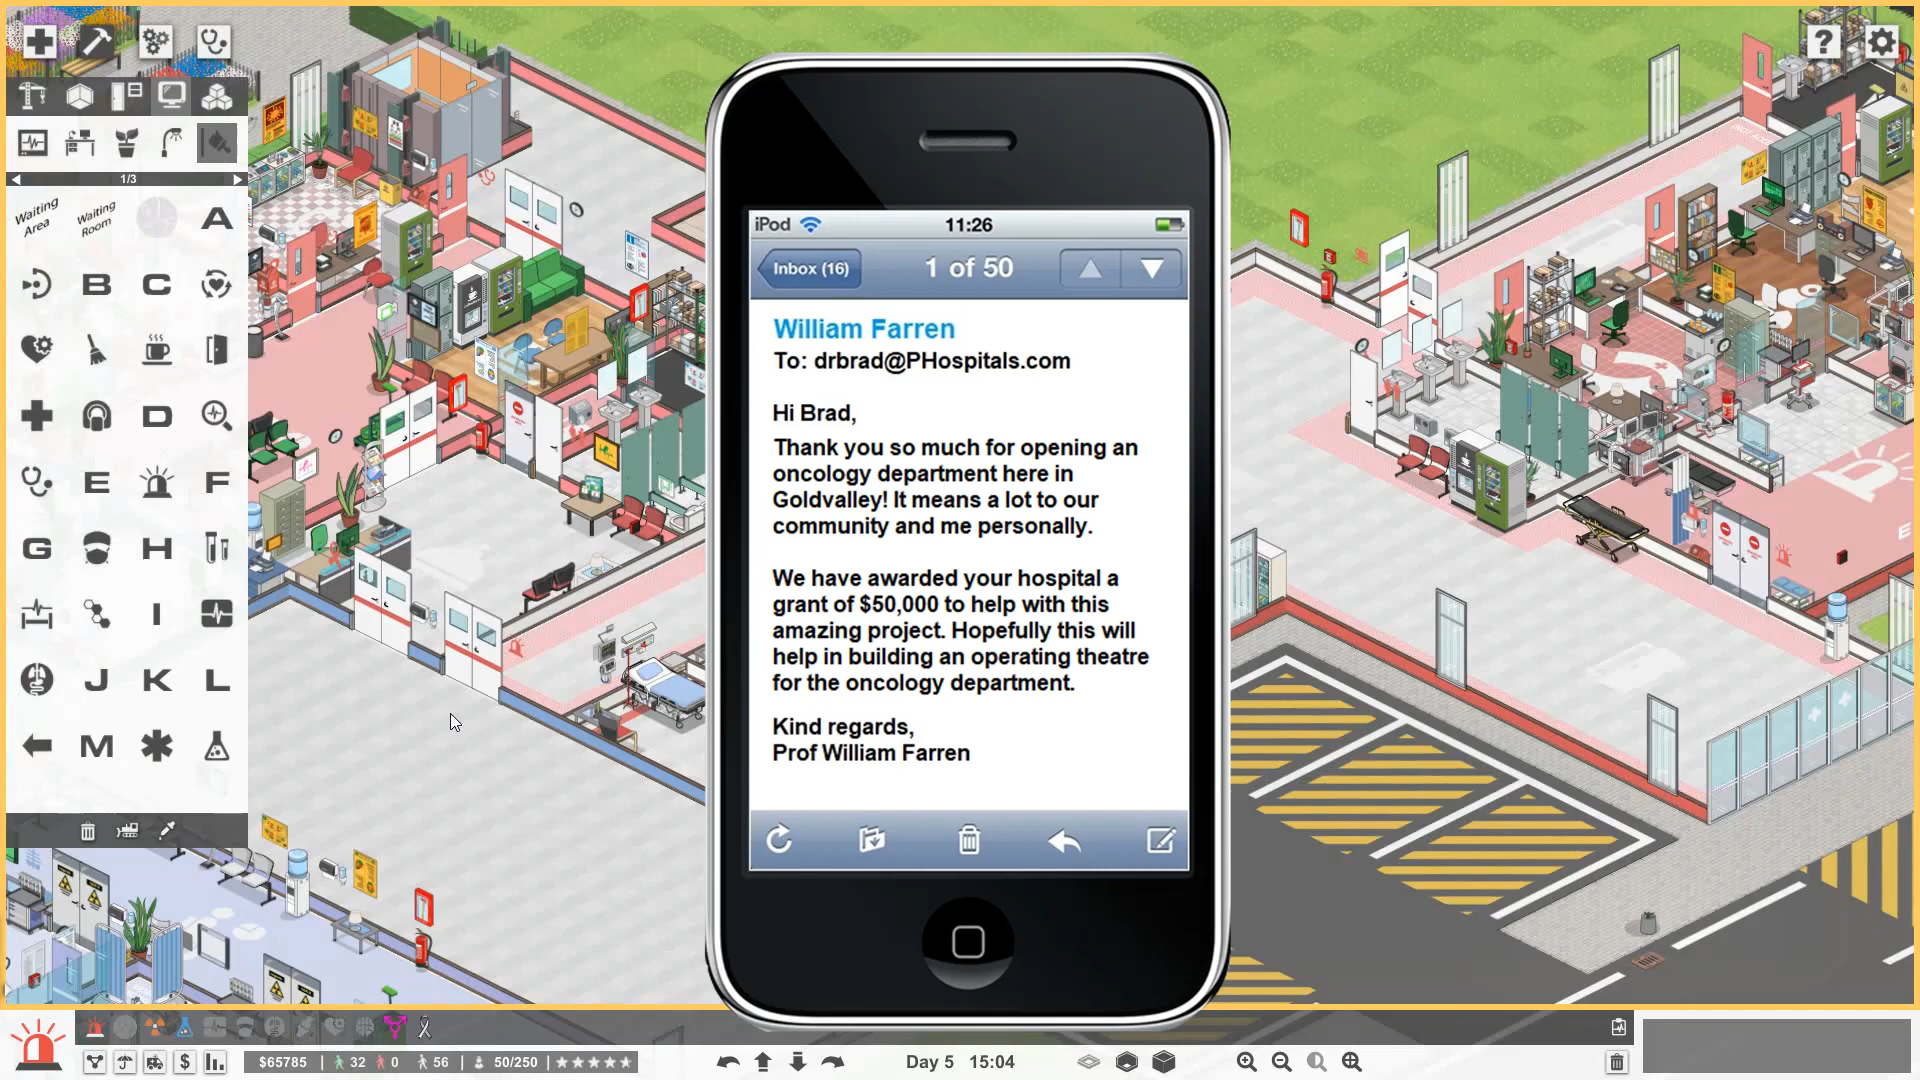 iPod 11:26
Inbox (16) 1 of 50
William Farren
To: drbrad@PHospitals.com
Hi Brad,
Thank you so much for opening an
oncology department here in
Goldvalley! It means a lot to our
community and me personally.
We have awarded your hospital a
grant of $50,000 to help with this
amazing project. Hopefully this will
help in building an operating theatre
for the oncology department.
Kind regards,
Prof William Farren
1/3
Waiting
Area
Waiting
Room
A
B C
D
E F
G H
I
J K L
M
$65785 | 32 0 | 56 | 50/250 |
Day 5 15:04
?